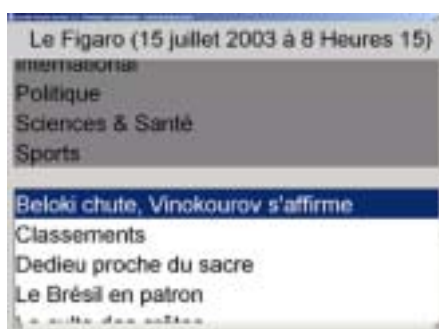 Le Figaro (15 juillet 2003 à 8 Heures 15)
International
Politique
Sciences & Santé
Sports
Beloki chute, Vinokourov s'affirme
Classements
Dedieu proche du sacre
Le Brésil en patron